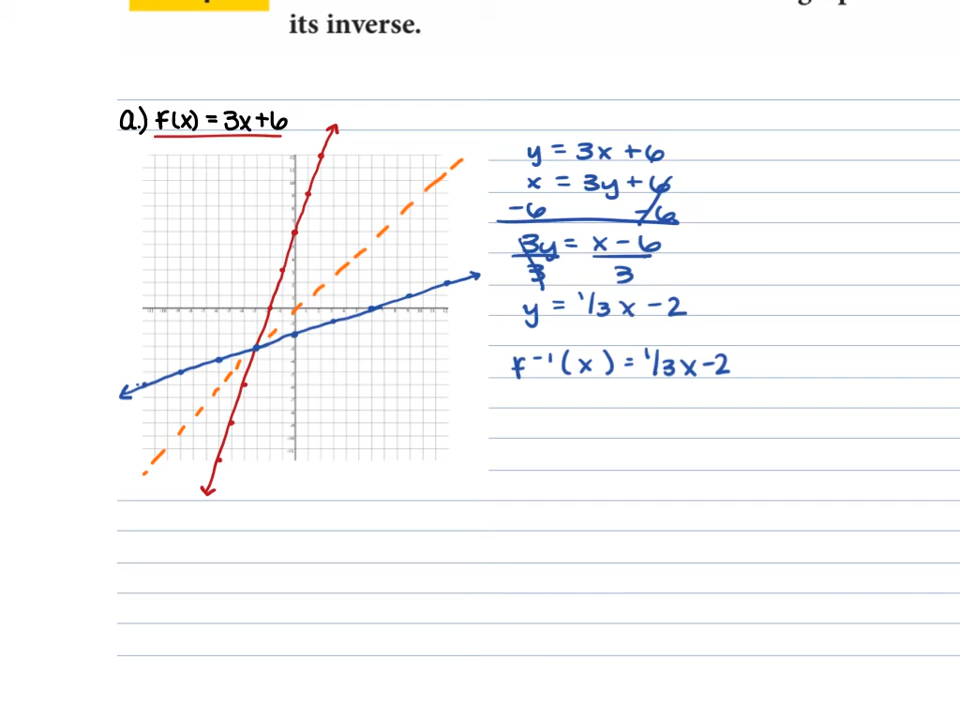 its inverse.
a.) f(x) = 3x+6
y = 3x +6
x = 3y +6
-6 -6
3y = x - 6
3 3
y = 1/3 x - 2
f⁻¹(x) = 1/3x-2